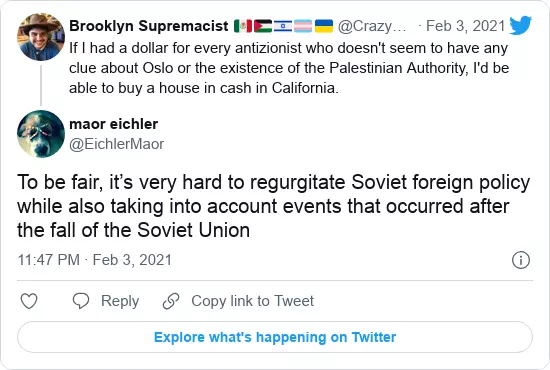 Brooklyn Supremacist 🇲🇽🇵🇸🇮🇱🏳️‍⚧️🇺🇦 @Crazy… · Feb 3, 2021
If I had a dollar for every antizionist who doesn't seem to have any
clue about Oslo or the existence of the Palestinian Authority, I'd be
able to buy a house in cash in California.
maor eichler
@EichlerMaor
To be fair, it’s very hard to regurgitate Soviet foreign policy
while also taking into account events that occurred after
the fall of the Soviet Union
11:47 PM · Feb 3, 2021
Reply Copy link to Tweet
Explore what's happening on Twitter